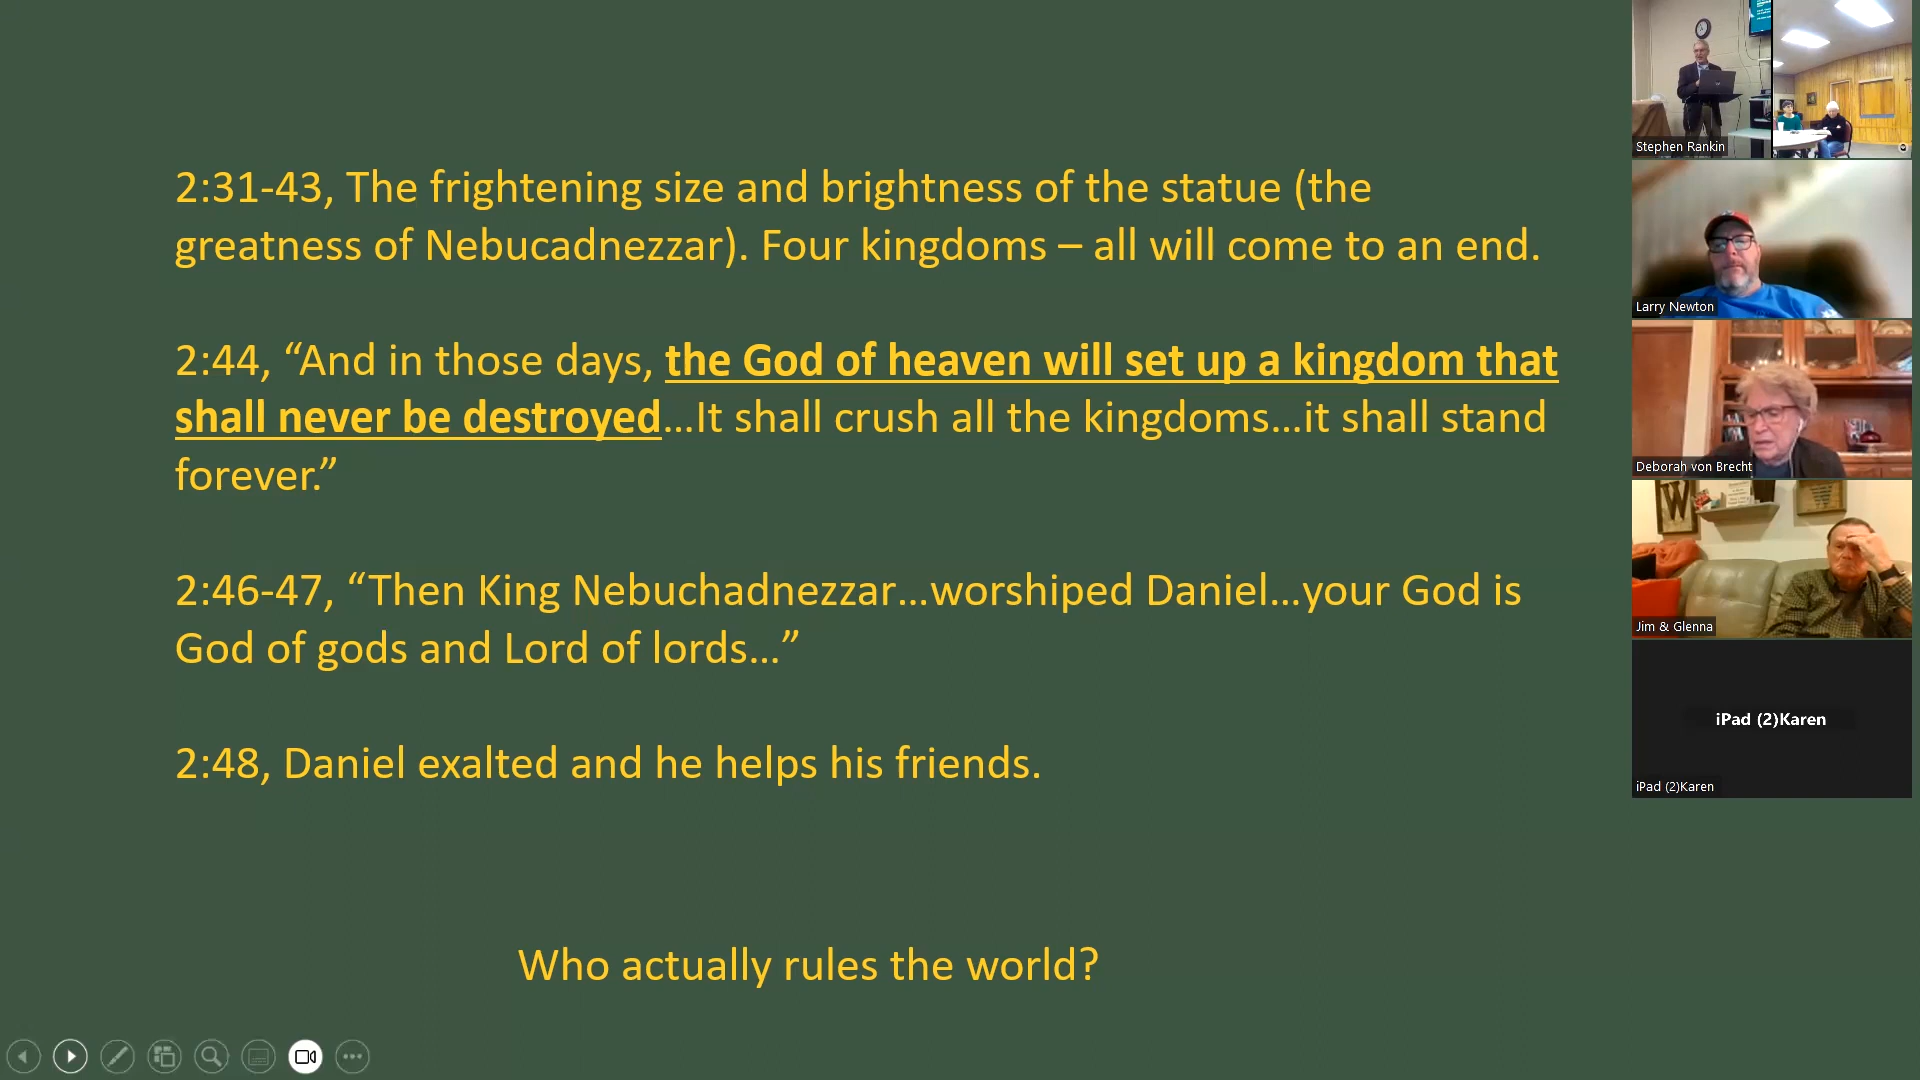 2:31-43, The frightening size and brightness of the statue (the
greatness of Nebucadnezzar). Four kingdoms – all will come to an end.
2:44, “And in those days, the God of heaven will set up a kingdom that
shall never be destroyed…It shall crush all the kingdoms…it shall stand
forever.”
2:46-47, “Then King Nebuchadnezzar…worshiped Daniel…your God is
God of gods and Lord of lords…”
2:48, Daniel exalted and he helps his friends.
Who actually rules the world?
Stephen Rankin
Larry Newton
Deborah von Brecht
W
Jim & Glenna
iPad (2)Karen
iPad (2)Karen